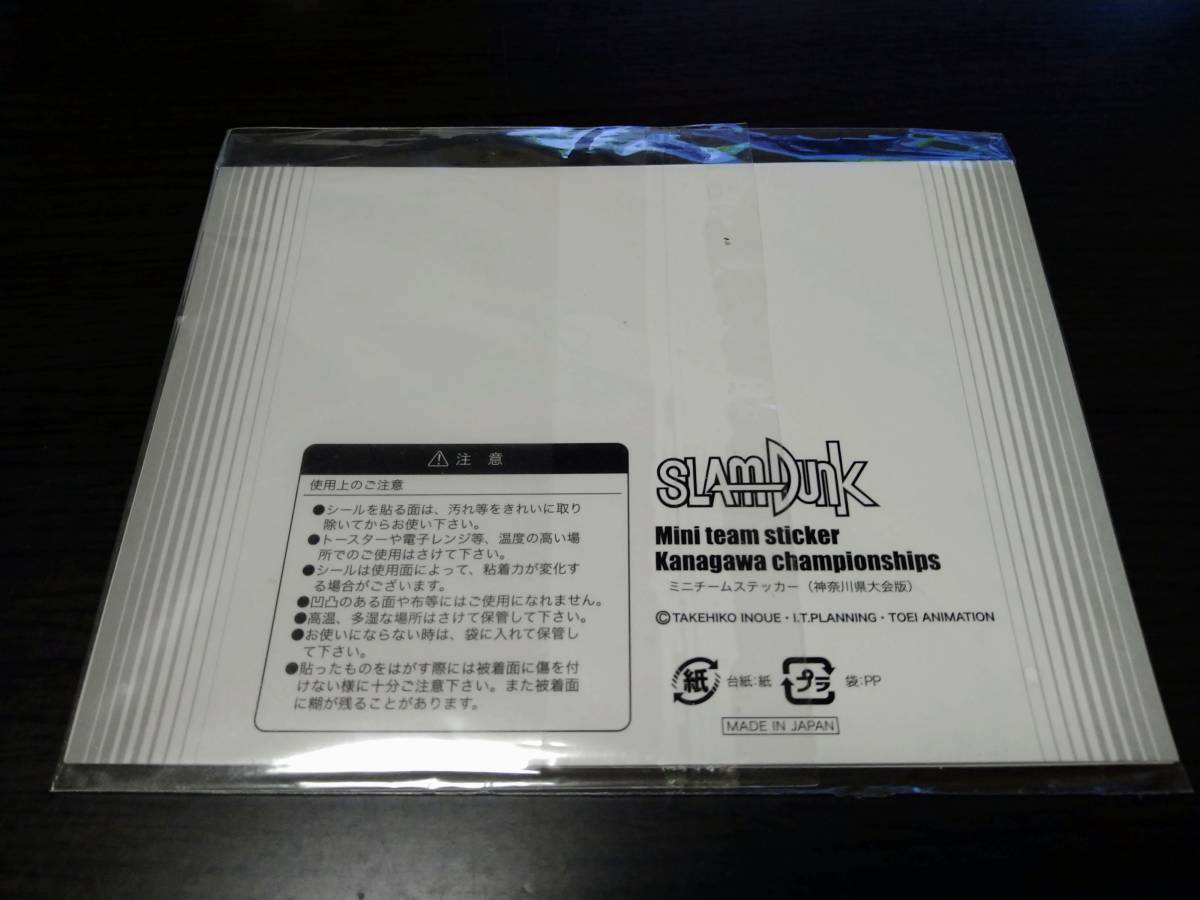 ⚠ 注意
使用上のご注意
●シールを貼る面は、汚れ等をきれいに取り
除いてからお使い下さい。
●トースターや電子レンジ等、温度の高い場
所でのご使用はさけて下さい。
●シールは使用面によって、粘着力が変化す
る場合がございます。
●凹凸のある面や布等にはご使用になれません。
●高温、多湿な場所はさけて保管して下さい。
●お使いにならない時は、袋に入れて保管し
て下さい。
●貼ったものをはがす際には被着面に傷を付
けない様に十分ご注意下さい。また被着面
に糊が残ることがあります。
SLAM DUNK
Mini team sticker
Kanagawa championships
ミニチームステッカー（神奈川県大会版）
©TAKEHIKO INOUE・I.T.PLANNING・TOEI ANIMATION
紙 台紙:紙 プラ 袋:PP
MADE IN JAPAN